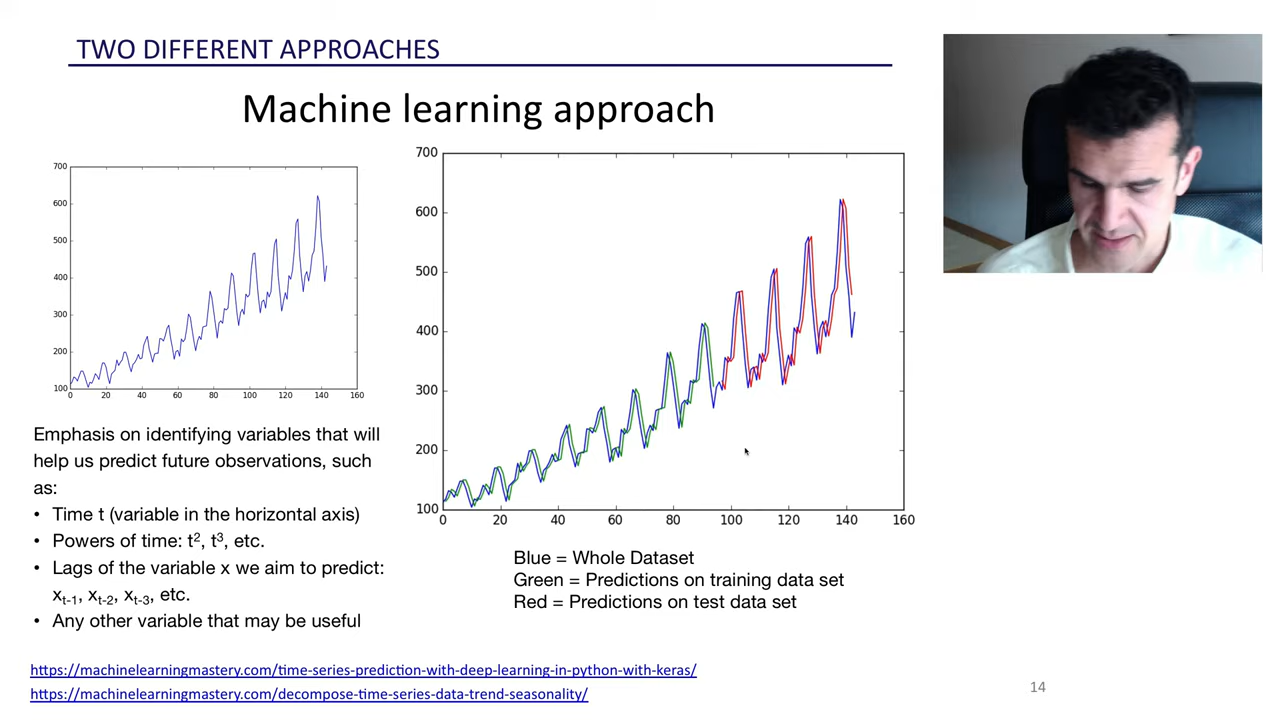 TWO DIFFERENT APPROACHES
Machine learning approach
700
600
500
400
300
200
100
0 20 40 60 80 100 120 140 160
700
600
500
400
300
200
100
0 20 40 60 80 100 120 140 160
Emphasis on identifying variables that will
help us predict future observations, such
as:
• Time t (variable in the horizontal axis)
• Powers of time: t², t³, etc.
• Lags of the variable x we aim to predict:
xₜ₋₁, xₜ₋₂, xₜ₋₃, etc.
• Any other variable that may be useful
Blue = Whole Dataset
Green = Predictions on training data set
Red = Predictions on test data set
https://machinelearningmastery.com/time-series-prediction-with-deep-learning-in-python-with-keras/
https://machinelearningmastery.com/decompose-time-series-data-trend-seasonality/
14